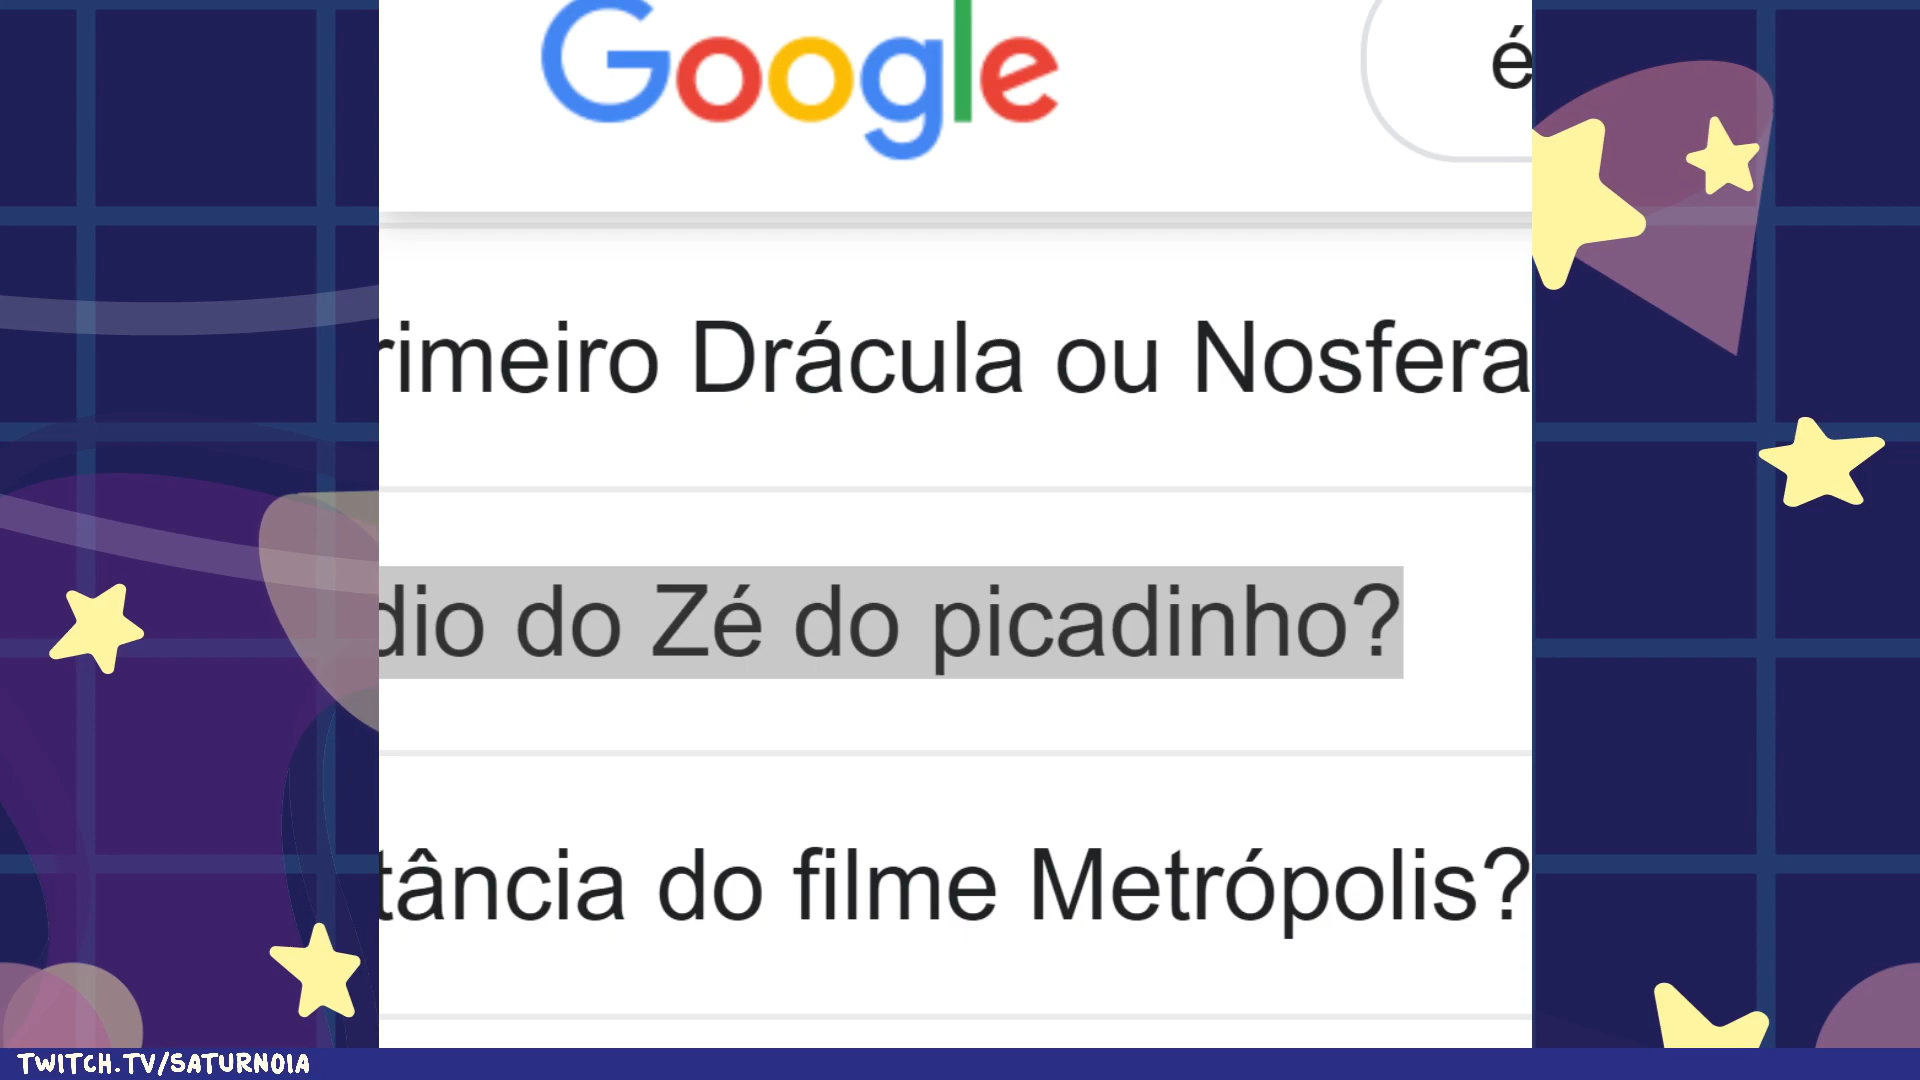 Google
é
rimeiro Drácula ou Nosfera
dio do Zé do picadinho?
tância do filme Metrópolis?
TWITCH.TV/SATURNOIA